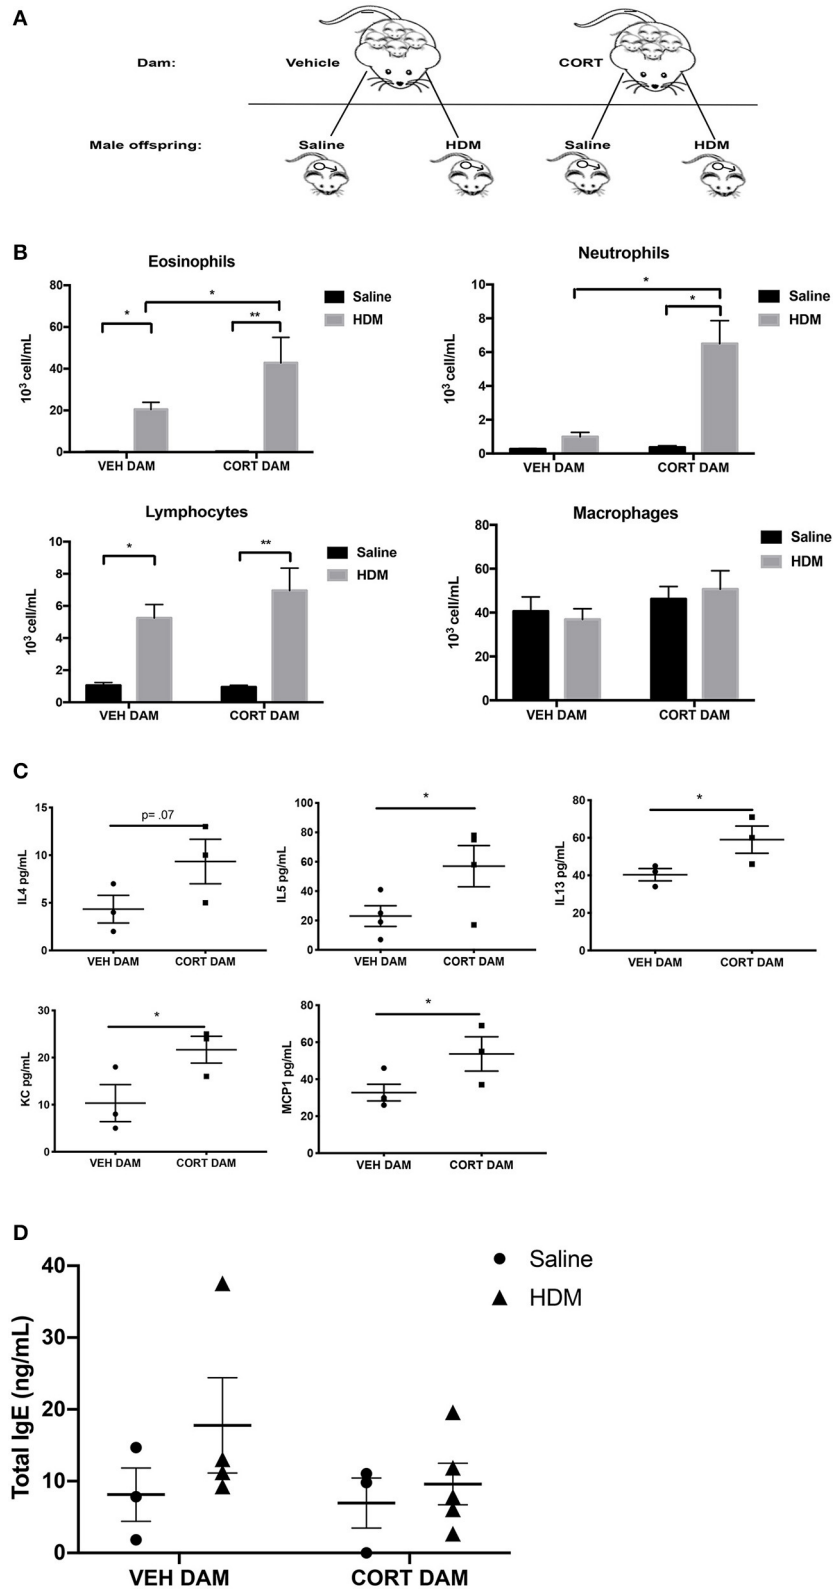 A
Dam: Vehicle CORT
Male offspring: Saline HDM Saline HDM
B
Eosinophils
80
60
40
20
0
10³ cell/mL
*
*
**
VEH DAM CORT DAM
Saline
HDM
Neutrophils
10
8
6
4
2
0
10³ cell/mL
*
*
VEH DAM CORT DAM
Saline
HDM
Lymphocytes
10
8
6
4
2
0
10³ cell/mL
*
**
VEH DAM CORT DAM
Saline
HDM
Macrophages
80
60
40
20
0
10³ cell/mL
VEH DAM CORT DAM
Saline
HDM
C
15
10
5
0
IL4 pg/mL
p= .07
VEH DAM CORT DAM
100
80
60
40
20
0
IL5 pg/mL
*
VEH DAM CORT DAM
80
60
40
20
0
IL13 pg/mL
*
VEH DAM CORT DAM
30
20
10
0
KC pg/mL
*
VEH DAM CORT DAM
80
60
40
20
0
MCP1 pg/mL
*
VEH DAM CORT DAM
D
40
30
20
10
0
Total IgE (ng/mL)
Saline
HDM
VEH DAM CORT DAM